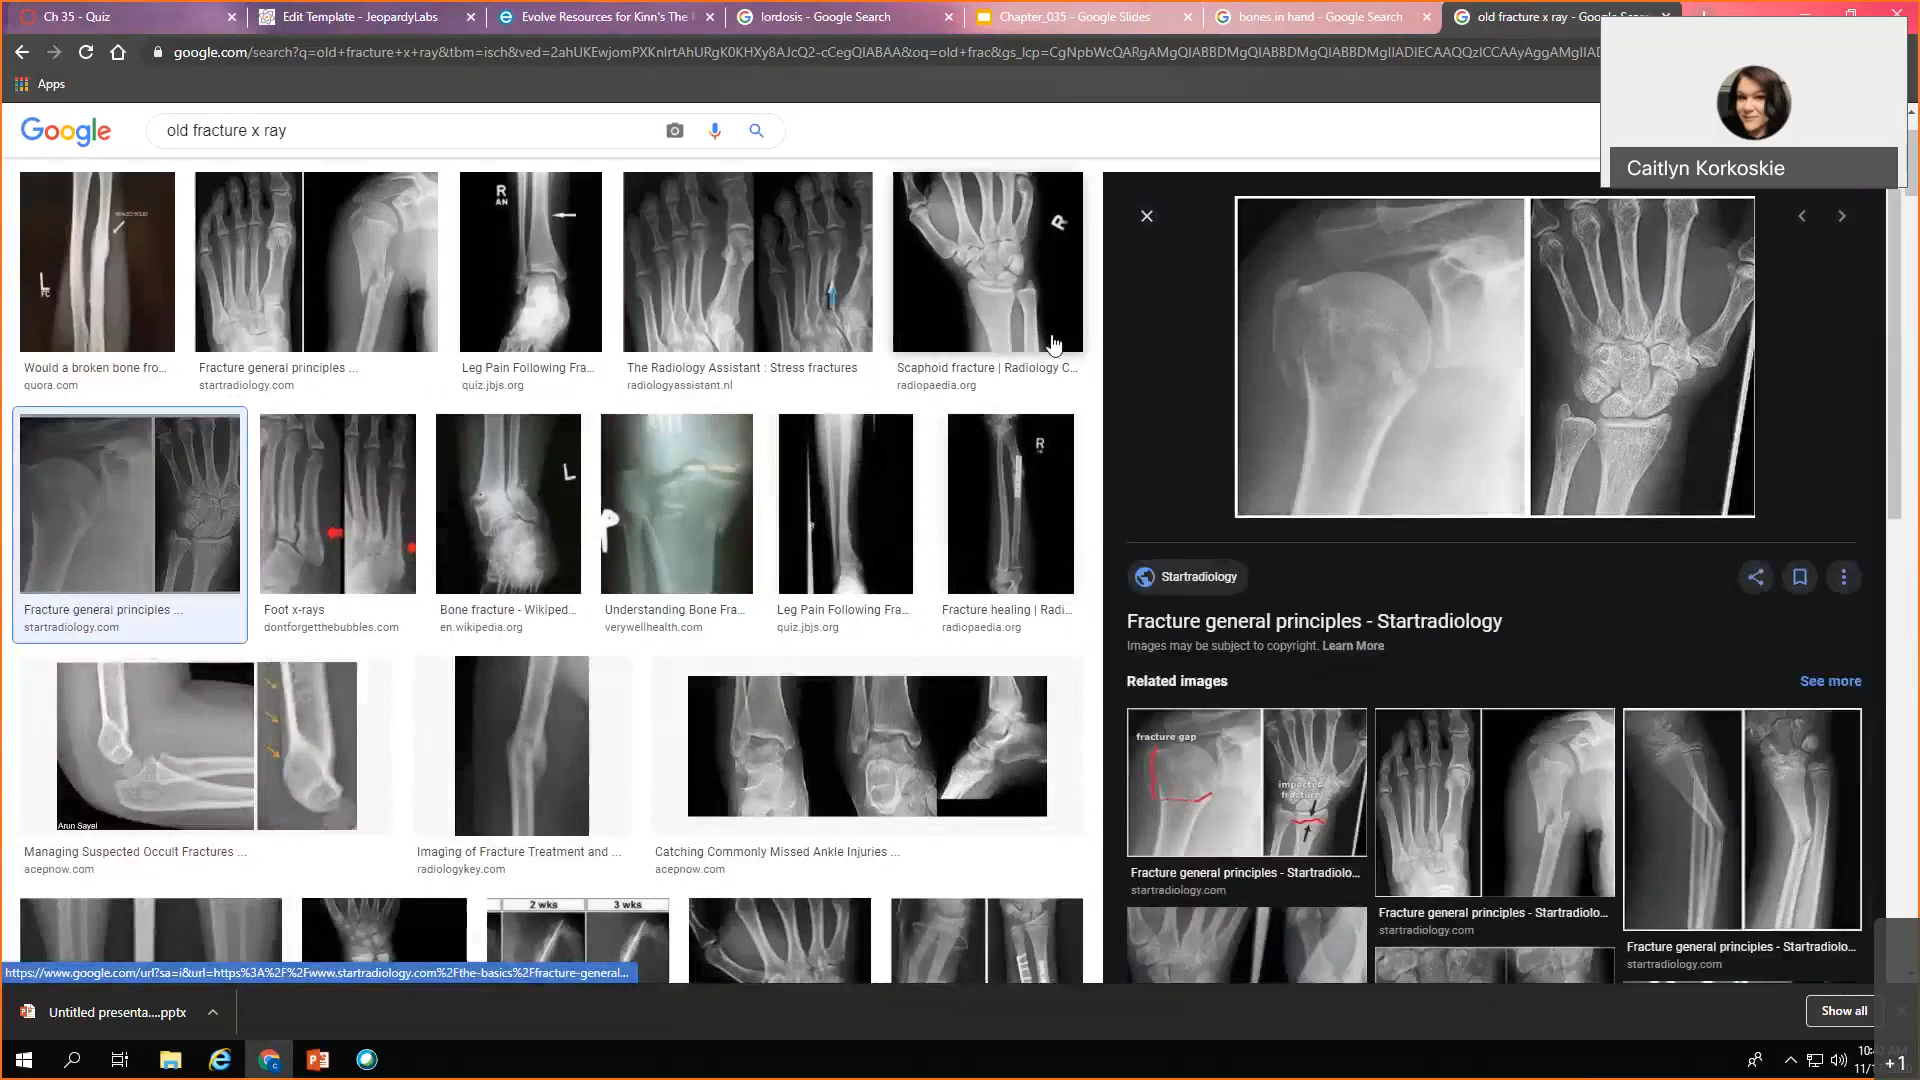 Ch 35 - Quiz
Edit Template - JeopardyLabs
Evolve Resources for Kinn's The
lordosis - Google Search
Chapter_035 - Google Slides
bones in hand - Google Search
old fracture x ray - Google Search
google.com/search?q=old+fracture+x+ray&tbm=isch&ved=
Apps
Caitlyn Korkoskie
Google
old fracture x ray
HEALED
L
FC
R
AN
R
Would a broken bone fro...
quora.com
Fracture general principles ...
startradiology.com
Leg Pain Following Fra...
quiz.jbjs.org
The Radiology Assistant : Stress fractures
radiologyassistant.nl
Scaphoid fracture | Radiology C...
radiopaedia.org
L
R
Fracture general principles ...
startradiology.com
Foot x-rays
dontforgetthebubbles.com
Bone fracture - Wikiped...
en.wikipedia.org
Understanding Bone Fra...
verywellhealth.com
Leg Pain Following Fra...
quiz.jbjs.org
Fracture healing | Radi...
radiopaedia.org
Startradiology
Fracture general principles - Startradiology
Images may be subject to copyright. Learn More
Related images
See more
Arun Sayal
Managing Suspected Occult Fractures ...
acepnow.com
Imaging of Fracture Treatment and ...
radiologykey.com
Catching Commonly Missed Ankle Injuries ...
acepnow.com
fracture gap
impacted
fracture
Fracture general principles - Startradiolo...
startradiology.com
Fracture general principles - Startradiolo...
startradiology.com
Fracture general principles - Startradiolo...
startradiology.com
2 wks
3 wks
https://www.google.com/url?sa=i&url=https%3A%2F%2Fwww.startradiology.com%2Fthe-basics%2Ffracture-general...
Untitled presenta....pptx
Show all
+1